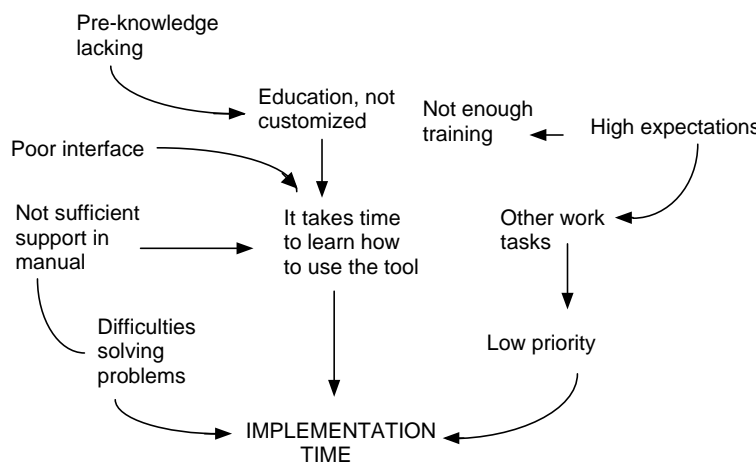 Pre-knowledge
lacking
Education, not
customized
Not enough
training
High expectations
Poor interface
Not sufficient
support in
manual
It takes time
to learn how
to use the tool
Other work
tasks
Difficulties
solving
problems
Low priority
IMPLEMENTATION
TIME